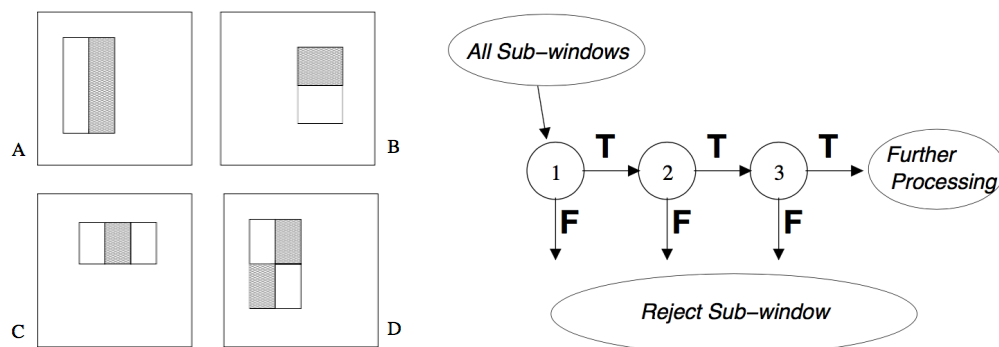 A
B
C
D
All Sub-windows
1
T
2
T
3
T
Further
Processing
F
F
F
Reject Sub-window